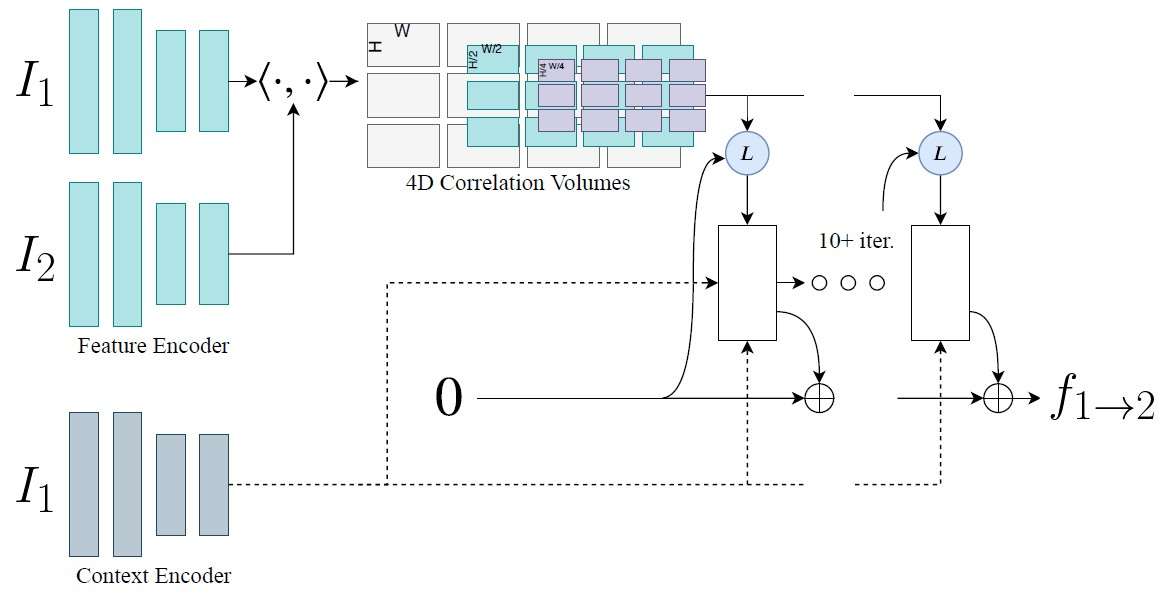 I₁
⟨·, ·⟩
H W
H/2 W/2
H/4 W/4
L
L
4D Correlation Volumes
I₂
10+ iter.
Feature Encoder
0
f₁→₂
I₁
Context Encoder